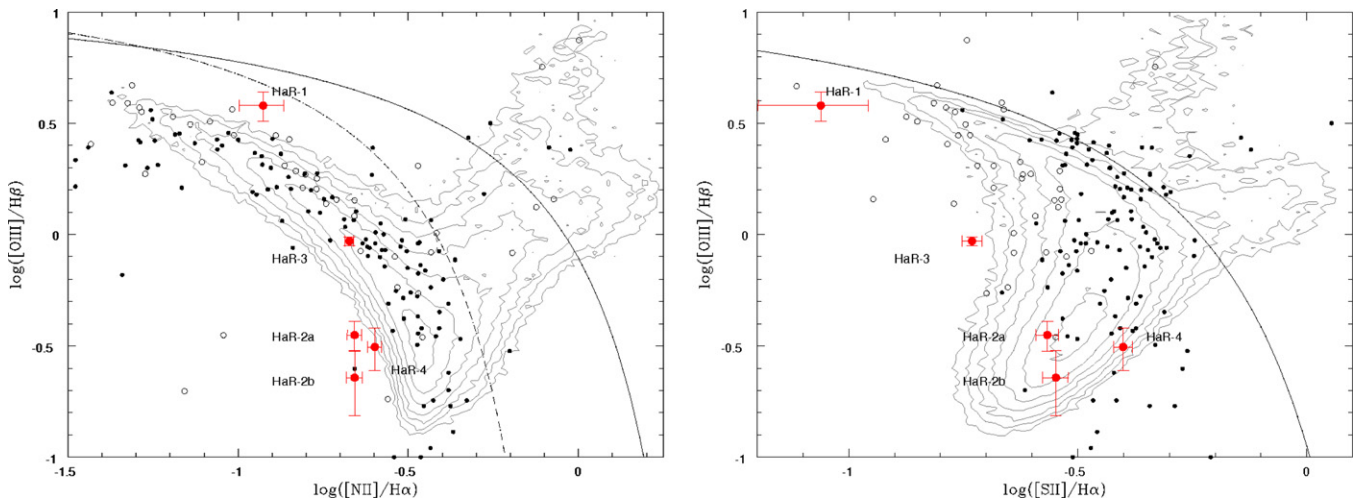 1
0.5
0
-0.5
-1
log([OIII]/Hβ)
HaR-1
HaR-3
HaR-2a
HaR-4
HaR-2b
-1.5
-1
-0.5
0
log([NII]/Hα)
1
0.5
0
-0.5
-1
log([OIII]/Hβ)
HaR-1
HaR-3
HaR-2a
HaR-4
HaR-2b
-1
-0.5
0
log([SII]/Hα)